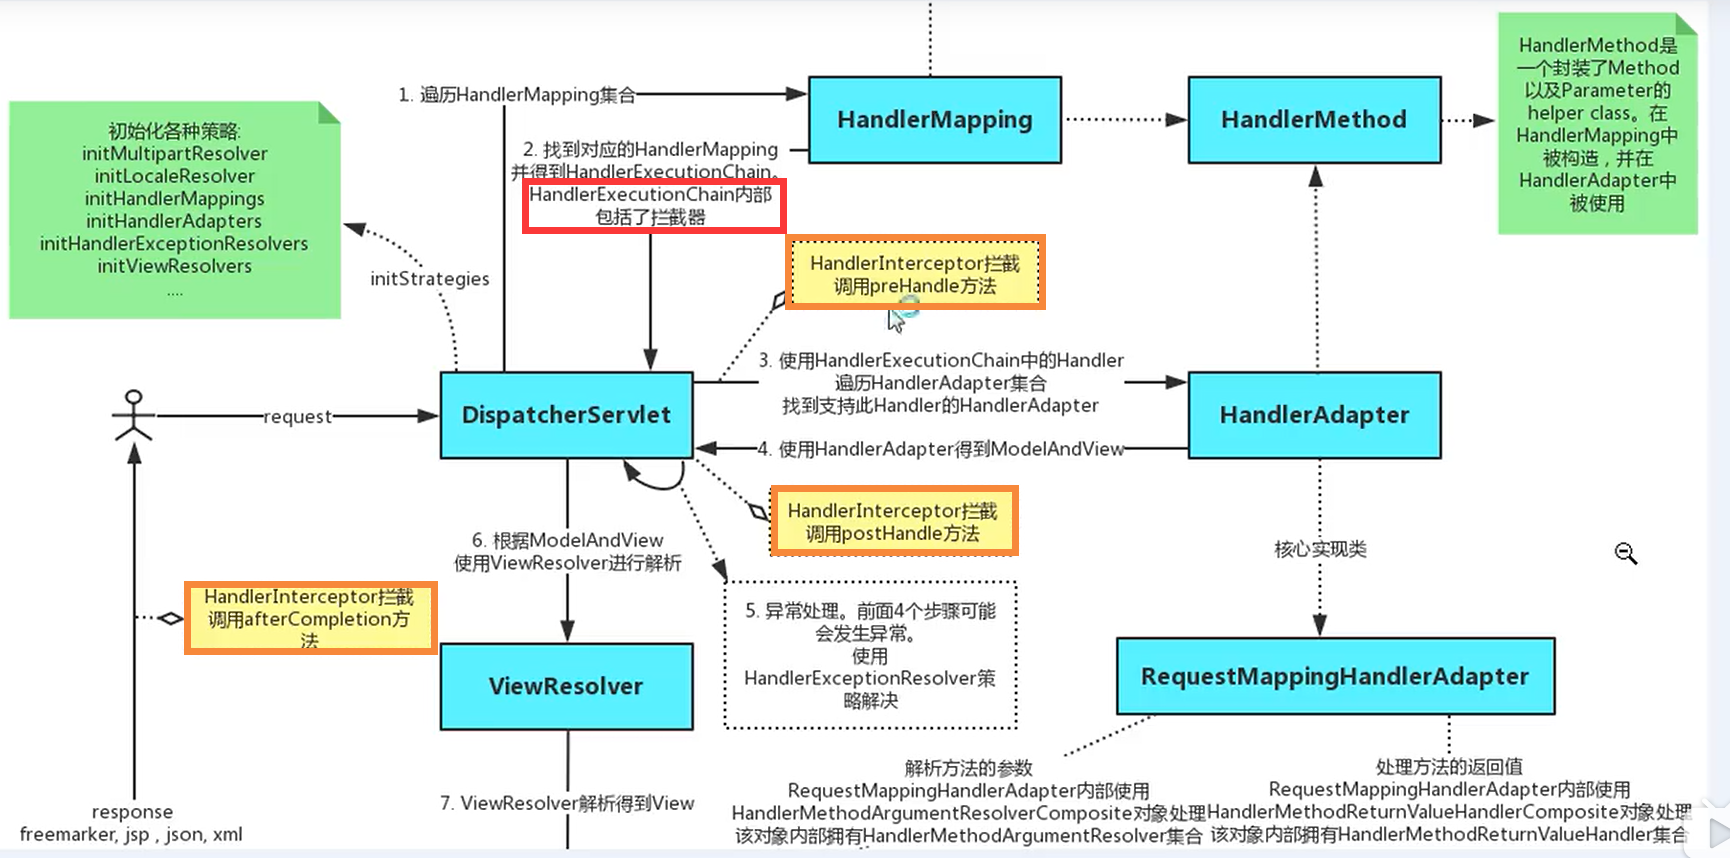 HandlerMethod是
一个封装了Method
以及Parameter的
helper class。在
HandlerMapping中
被构造，并在
HandlerAdapter中
被使用
1. 遍历HandlerMapping集合
HandlerMapping
HandlerMethod
初始化各种策略:
initMultipartResolver
initLocaleResolver
initHandlerMappings
initHandlerAdapters
initHandlerExceptionResolvers
initViewResolvers
....
2. 找到对应的HandlerMapping
并得到HandlerExecutionChain。
HandlerExecutionChain内部
包括了拦截器
initStrategies
HandlerInterceptor拦截
调用preHandle方法
3. 使用HandlerExecutionChain中的Handler
遍历HandlerAdapter集合
找到支持此Handler的HandlerAdapter
request
DispatcherServlet
HandlerAdapter
4. 使用HandlerAdapter得到ModelAndView
HandlerInterceptor拦截
调用postHandle方法
6. 根据ModelAndView
使用ViewResolver进行解析
核心实现类
HandlerInterceptor拦截
调用afterCompletion方
法
5. 异常处理。前面4个步骤可能
会发生异常。
使用
HandlerExceptionResolver策
略解决
ViewResolver
RequestMappingHandlerAdapter
解析方法的参数
RequestMappingHandlerAdapter内部使用
HandlerMethodArgumentResolverComposite对象处理
该对象内部拥有HandlerMethodArgumentResolver集合
处理方法的返回值
RequestMappingHandlerAdapter内部使用
HandlerMethodReturnValueHandlerComposite对象处理
该对象内部拥有HandlerMethodReturnValueHandler集合
7. ViewResolver解析得到View
response
freemarker, jsp , json, xml